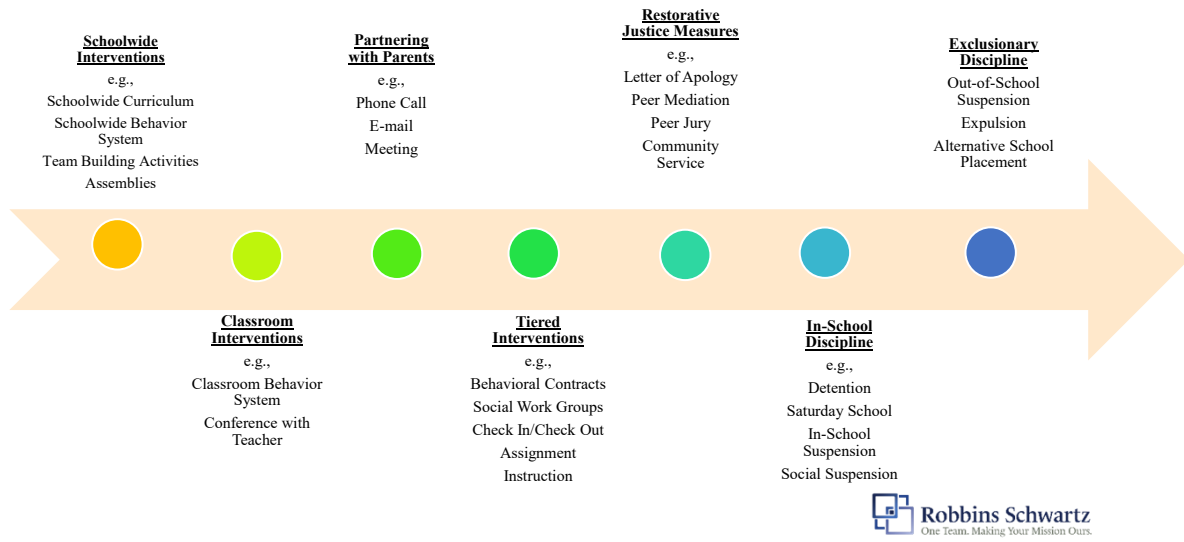 Schoolwide
Interventions
e.g.,
Schoolwide Curriculum
Schoolwide Behavior
System
Team Building Activities
Assemblies
Classroom
Interventions
e.g.,
Classroom Behavior
System
Conference with
Teacher
Partnering
with Parents
e.g.,
Phone Call
E-mail
Meeting
Tiered
Interventions
e.g.,
Behavioral Contracts
Social Work Groups
Check In/Check Out
Assignment
Instruction
Restorative
Justice Measures
e.g.,
Letter of Apology
Peer Mediation
Peer Jury
Community
Service
In-School
Discipline
e.g.,
Detention
Saturday School
In-School
Suspension
Social Suspension
Exclusionary
Discipline
Out-of-School
Suspension
Expulsion
Alternative School
Placement
Robbins Schwartz
One Team. Making Your Mission Ours.